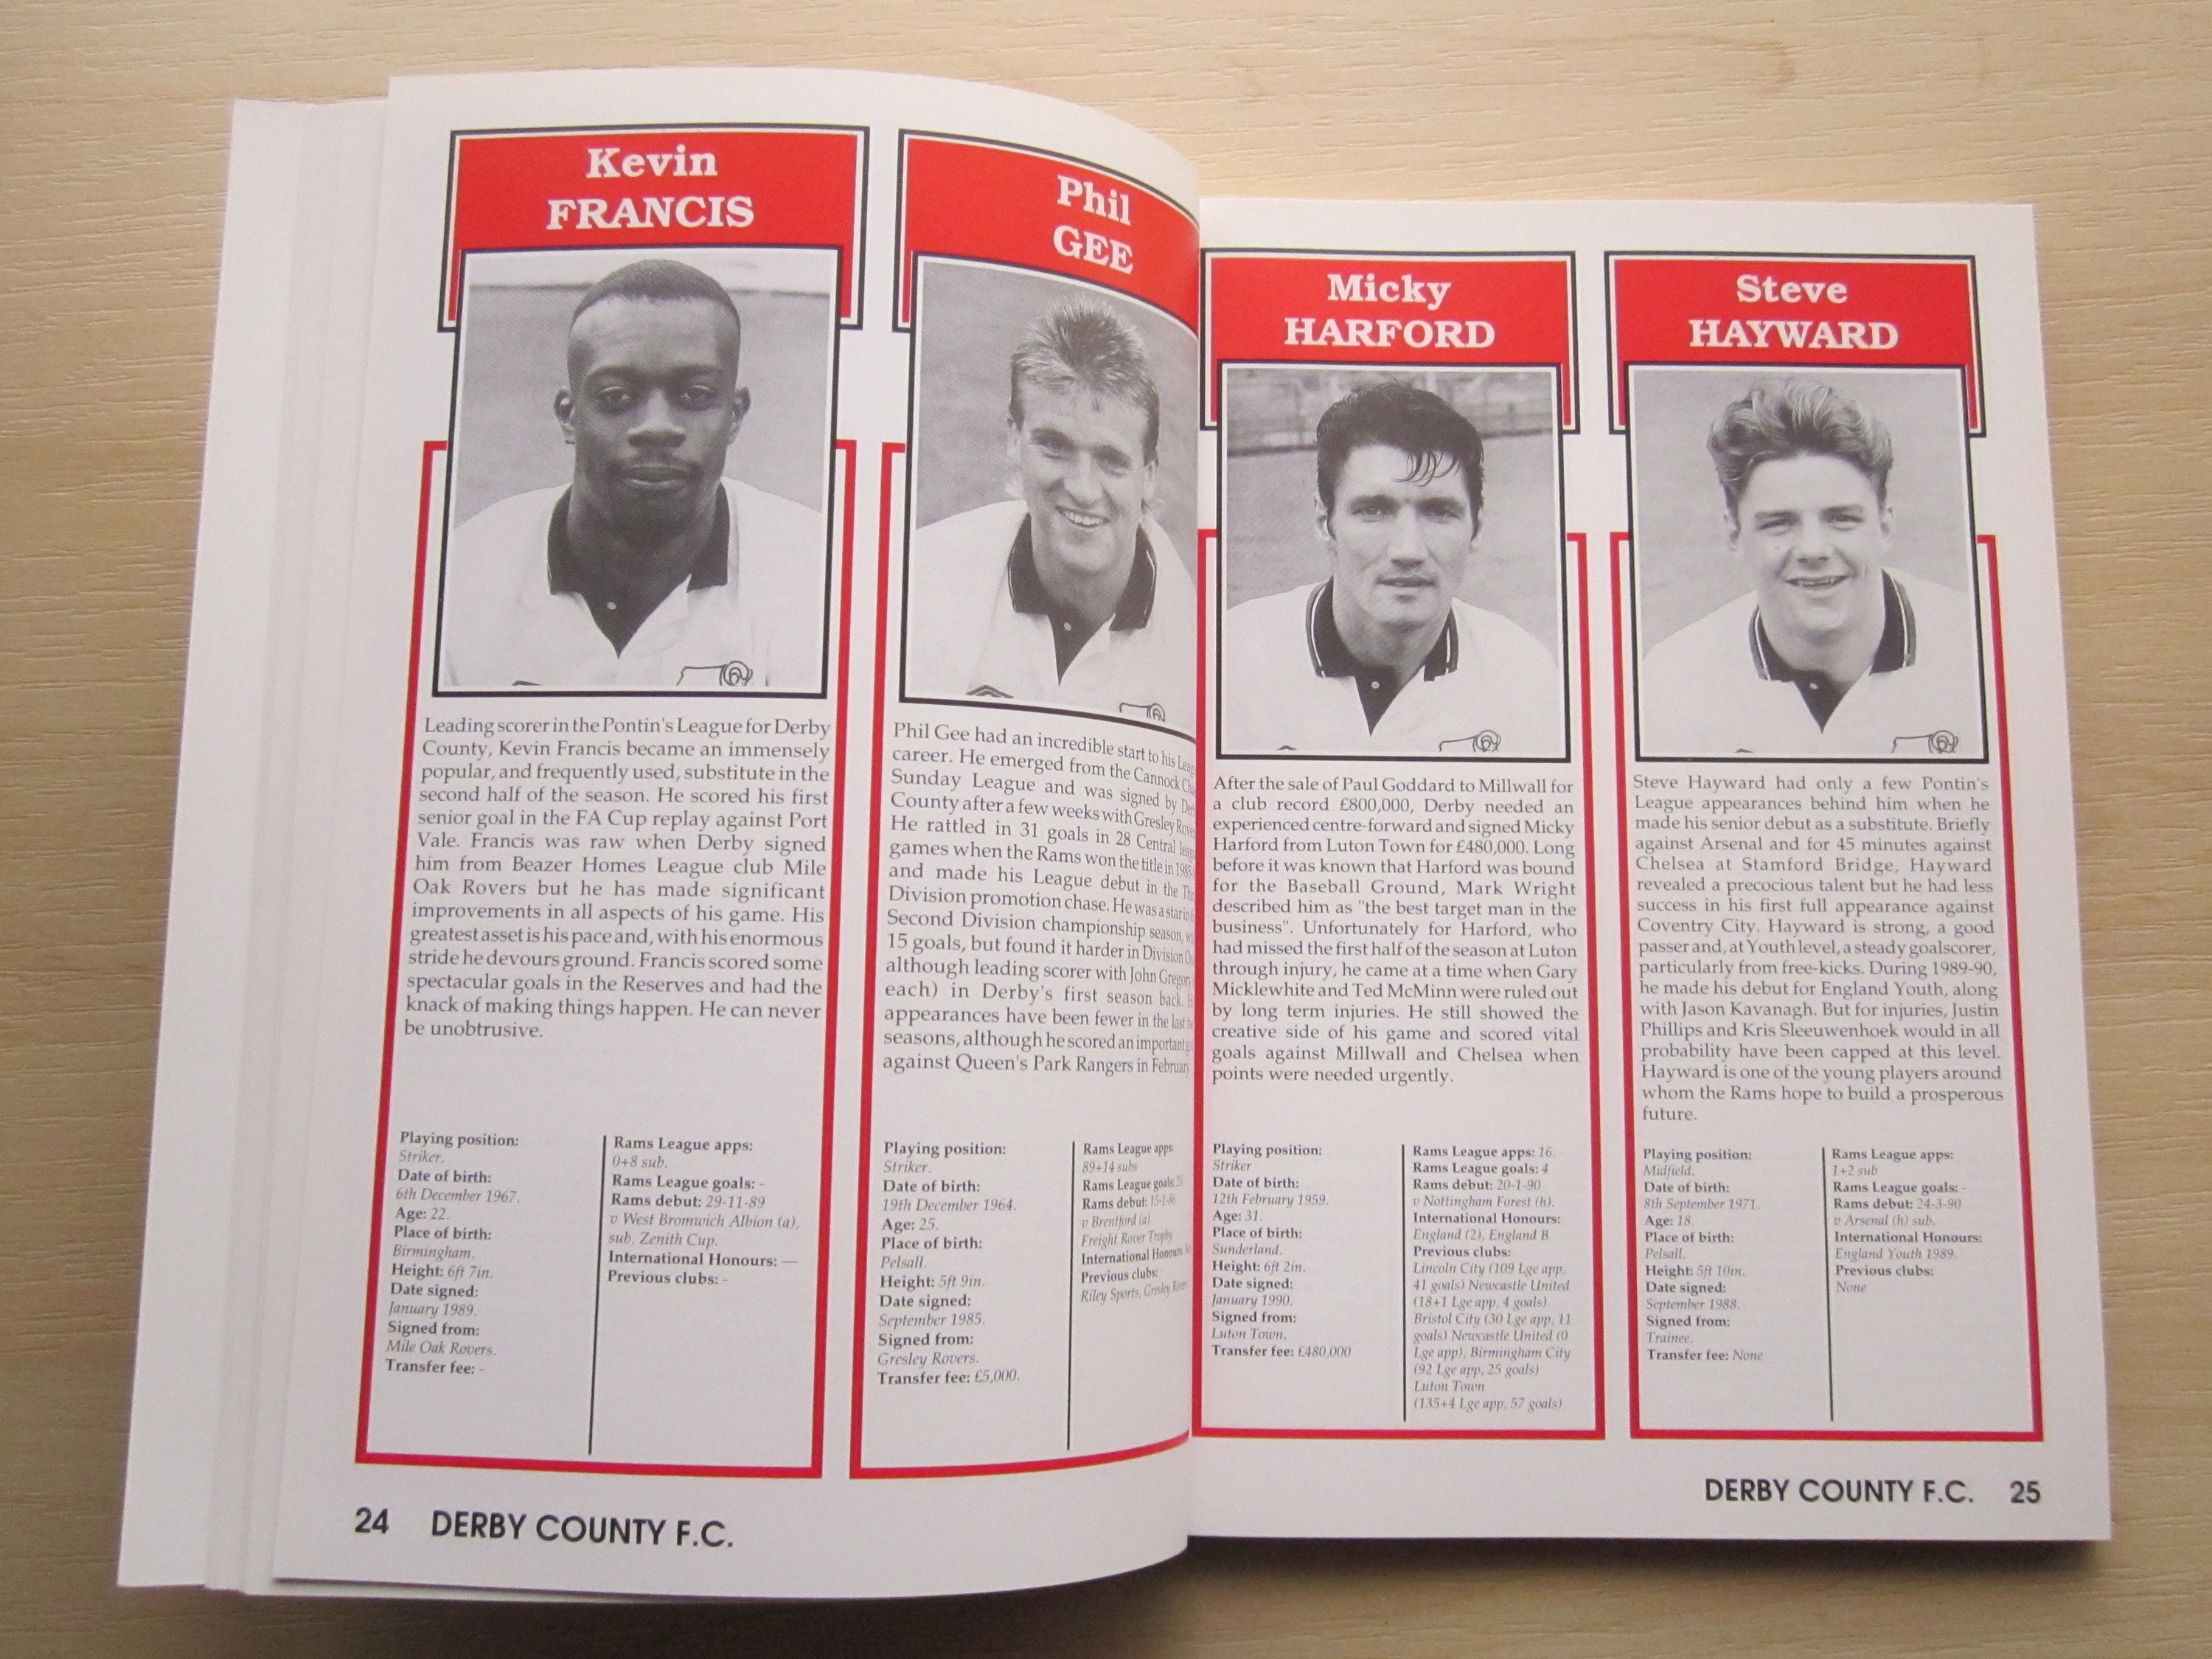 Kevin
FRANCIS
Leading scorer in the Pontin's League for Derby
County, Kevin Francis became an immensely
popular, and frequently used, substitute in the
second half of the season. He scored his first
senior goal in the FA Cup replay against Port
Vale. Francis was raw when Derby signed
him from Beazer Homes League club Mile
Oak Rovers but he has made significant
improvements in all aspects of his game. His
greatest asset is his pace and, with his enormous
stride he devours ground. Francis scored some
spectacular goals in the Reserves and had the
knack of making things happen. He can never
be unobtrusive.
Playing position:
Striker.
Date of birth:
6th December 1967.
Age: 22.
Place of birth:
Birmingham.
Height: 6ft 7in.
Date signed:
January 1989.
Signed from:
Mile Oak Rovers.
Transfer fee: -
Rams League apps:
0+8 sub.
Rams League goals: -
Rams debut: 29-11-89
v West Bromwich Albion (a),
sub, Zenith Cup.
International Honours: —
Previous clubs: -
Phil
GEE
Phil Gee had an incredible start to his
career. He emerged from the Cannock
Sunday League and was signed by
County after a few weeks with Gresley
He rattled in 31 goals in 28 Central
games when the Rams won the title in
and made his League debut in the
Division promotion chase. He was a star
Second Division championship season,
15 goals, but found it harder in Division
although leading scorer with John
each) in Derby's first season back.
appearances have been fewer in the last
seasons, although he scored an important
against Queen's Park Rangers in February
Playing position:
Striker.
Date of birth:
19th December 1964.
Age: 25.
Place of birth:
Pelsall.
Height: 5ft 9in.
Date signed:
September 1985.
Signed from:
Gresley Rovers.
Transfer fee: £5,000.
Rams League apps:
89+14 subs
Rams League goals: 25
Rams debut: 15-1-86
v Brentford (a)
Freight Rover Trophy
International Honours:
Previous clubs:
Riley Sports, Gresley
24 DERBY COUNTY F.C.
Micky
HARFORD
After the sale of Paul Goddard to Millwall for
a club record £800,000, Derby needed an
experienced centre-forward and signed Micky
Harford from Luton Town for £480,000. Long
before it was known that Harford was bound
for the Baseball Ground, Mark Wright
described him as "the best target man in the
business". Unfortunately for Harford, who
had missed the first half of the season at Luton
through injury, he came at a time when Gary
Micklewhite and Ted McMinn were ruled out
by long term injuries. He still showed the
creative side of his game and scored vital
goals against Millwall and Chelsea when
points were needed urgently.
Playing position:
Striker
Date of birth:
12th February 1959.
Age: 31.
Place of birth:
Sunderland.
Height: 6ft 2in.
Date signed:
January 1990.
Signed from:
Luton Town.
Transfer fee: £480,000
Rams League apps: 16.
Rams League goals: 4
Rams debut: 20-1-90
v Nottingham Forest (h).
International Honours:
England (2), England B
Previous clubs:
Lincoln City (109 Lge app,
41 goals) Newcastle United
(18+1 Lge app, 4 goals)
Bristol City (30 Lge app, 11
goals) Newcastle United (0
Lge app), Birmingham City
(92 Lge app, 25 goals)
Luton Town
(135+4 Lge app, 57 goals)
Steve
HAYWARD
Steve Hayward had only a few Pontin's
League appearances behind him when he
made his senior debut as a substitute. Briefly
against Arsenal and for 45 minutes against
Chelsea at Stamford Bridge, Hayward
revealed a precocious talent but he had less
success in his first full appearance against
Coventry City. Hayward is strong, a good
passer and, at Youth level, a steady goalscorer,
particularly from free-kicks. During 1989-90,
he made his debut for England Youth, along
with Jason Kavanagh. But for injuries, Justin
Phillips and Kris Sleeuwenhoek would in all
probability have been capped at this level.
Hayward is one of the young players around
whom the Rams hope to build a prosperous
future.
Playing position:
Midfield.
Date of birth:
8th September 1971.
Age: 18.
Place of birth:
Pelsall.
Height: 5ft 10in.
Date signed:
September 1988.
Signed from:
Trainee.
Transfer fee: None
Rams League apps:
1+2 sub
Rams League goals: -
Rams debut: 24-3-90
v Arsenal (h) sub.
International Honours:
England Youth 1989.
Previous clubs:
None
DERBY COUNTY F.C. 25